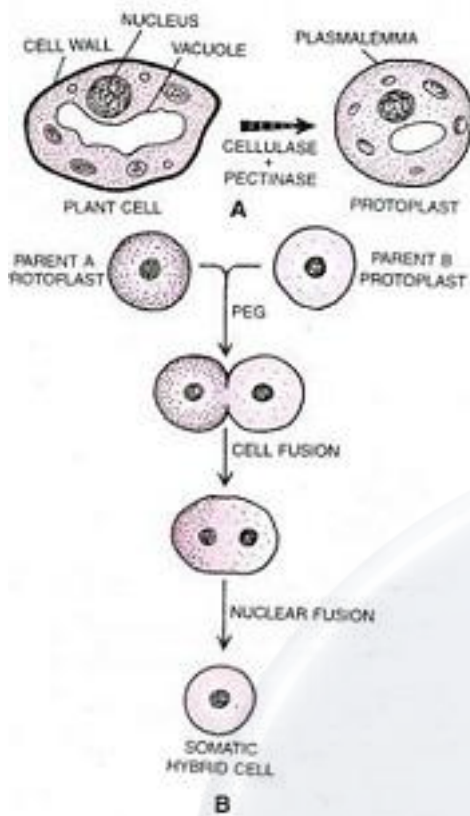 NUCLEUS
CELL WALL
VACUOLE
PLASMALEMMA
CELLULASE
+
PECTINASE
PLANT CELL
A
PROTOPLAST
PARENT A
ROTOPLAST
PARENT B
PROTOPLAST
PEG
CELL FUSION
NUCLEAR FUSION
SOMATIC
HYBRID CELL
B